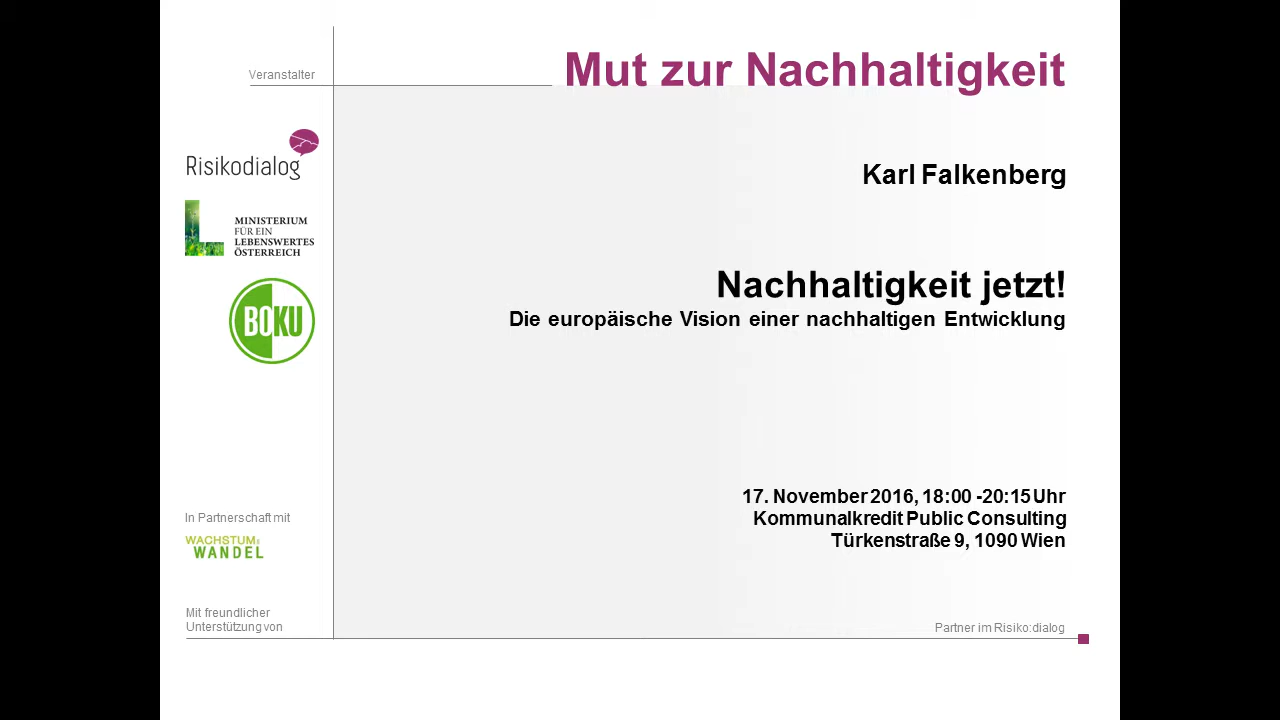 Veranstalter
Mut zur Nachhaltigkeit
Risikodialog
MINISTERIUM
FÜR EIN
LEBENSWERTES
ÖSTERREICH
BOKU
Karl Falkenberg
Nachhaltigkeit jetzt!
Die europäische Vision einer nachhaltigen Entwicklung
17. November 2016, 18:00 -20:15 Uhr
Kommunalkredit Public Consulting
Türkenstraße 9, 1090 Wien
In Partnerschaft mit
WACHSTUM
WANDEL
Mit freundlicher
Unterstützung von
Partner im Risiko:dialog